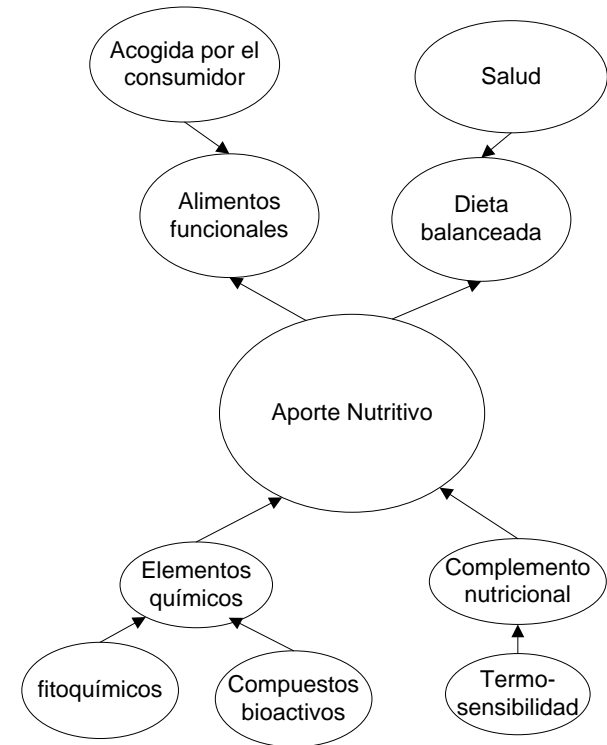 Acogida por el
consumidor
Salud
Alimentos
funcionales
Dieta
balanceada
Aporte Nutritivo
Elementos
químicos
Complemento
nutricional
fitoquímicos
Compuestos
bioactivos
Termo-
sensibilidad